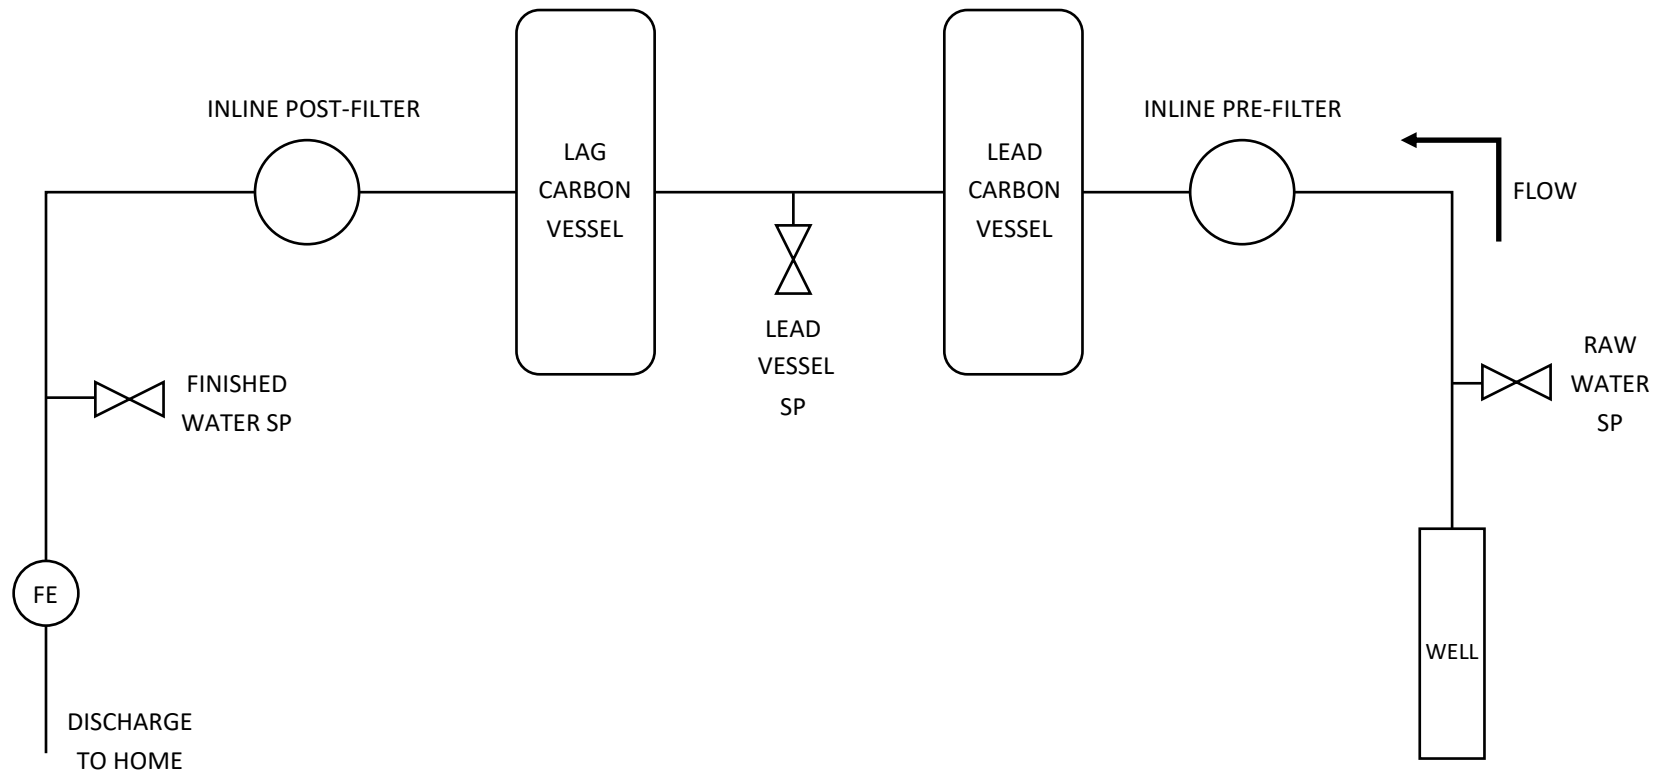 INLINE POST-FILTER
LAG
CARBON
VESSEL
LEAD
CARBON
VESSEL
INLINE PRE-FILTER
FLOW
LEAD
VESSEL
SP
FINISHED
WATER SP
RAW
WATER
SP
FE
WELL
DISCHARGE
TO HOME